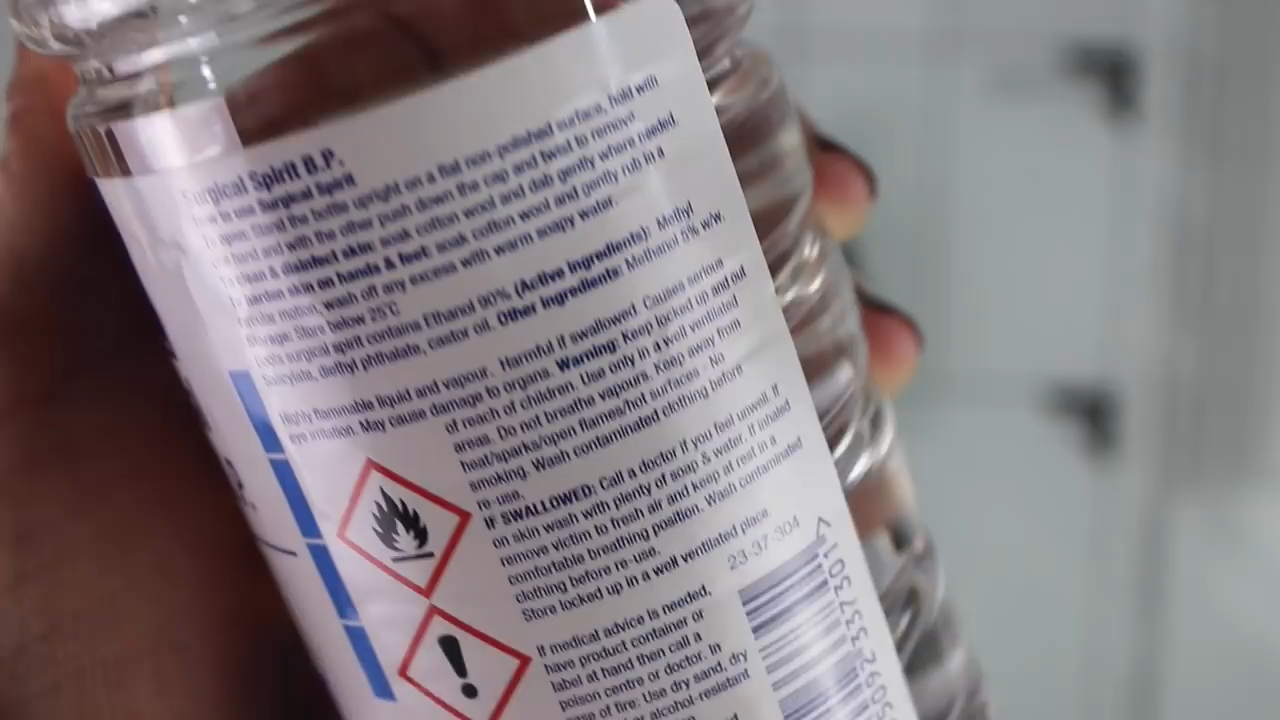 Surgical Spirit B.P.
How to use Surgical Spirit
To open: Stand the bottle upright on a flat non-polished surface, hold with
hand and with the other push down the cap and twist to remove
To clean & disinfect skin: soak cotton wool and dab gently where needed.
To harden skin on hands & feet: soak cotton wool and gently rub in a
circular motion, wash off any excess with warm soapy water.
Storage: Store below 25°C
surgical spirit contains Ethanol 90% (Active Ingredients): Methyl
Salicylate, diethyl phthalate, castor oil. Other Ingredients: Methanol 5% w/w.
Highly flammable liquid and vapour. Harmful if swallowed. Causes serious
eye irritation. May cause damage to organs. Warning: Keep locked up and out
of reach of children. Use only in a well ventilated
areas. Do not breathe vapours. Keep away from
heat/sparks/open flames/hot surfaces - No
smoking. Wash contaminated clothing before
re-use.
IF SWALLOWED: Call a doctor if you feel unwell. If
on skin wash with plenty of soap & water. If inhaled
remove victim to fresh air and keep at rest in a
comfortable breathing position. Wash contaminated
clothing before re-use.
Store locked up in a well ventilated place.
23-37-304
If medical advice is needed,
have product container or
label at hand then call a
poison centre or doctor. In
case of fire: Use dry sand, dry
or alcohol-resistant
5092 337301 >